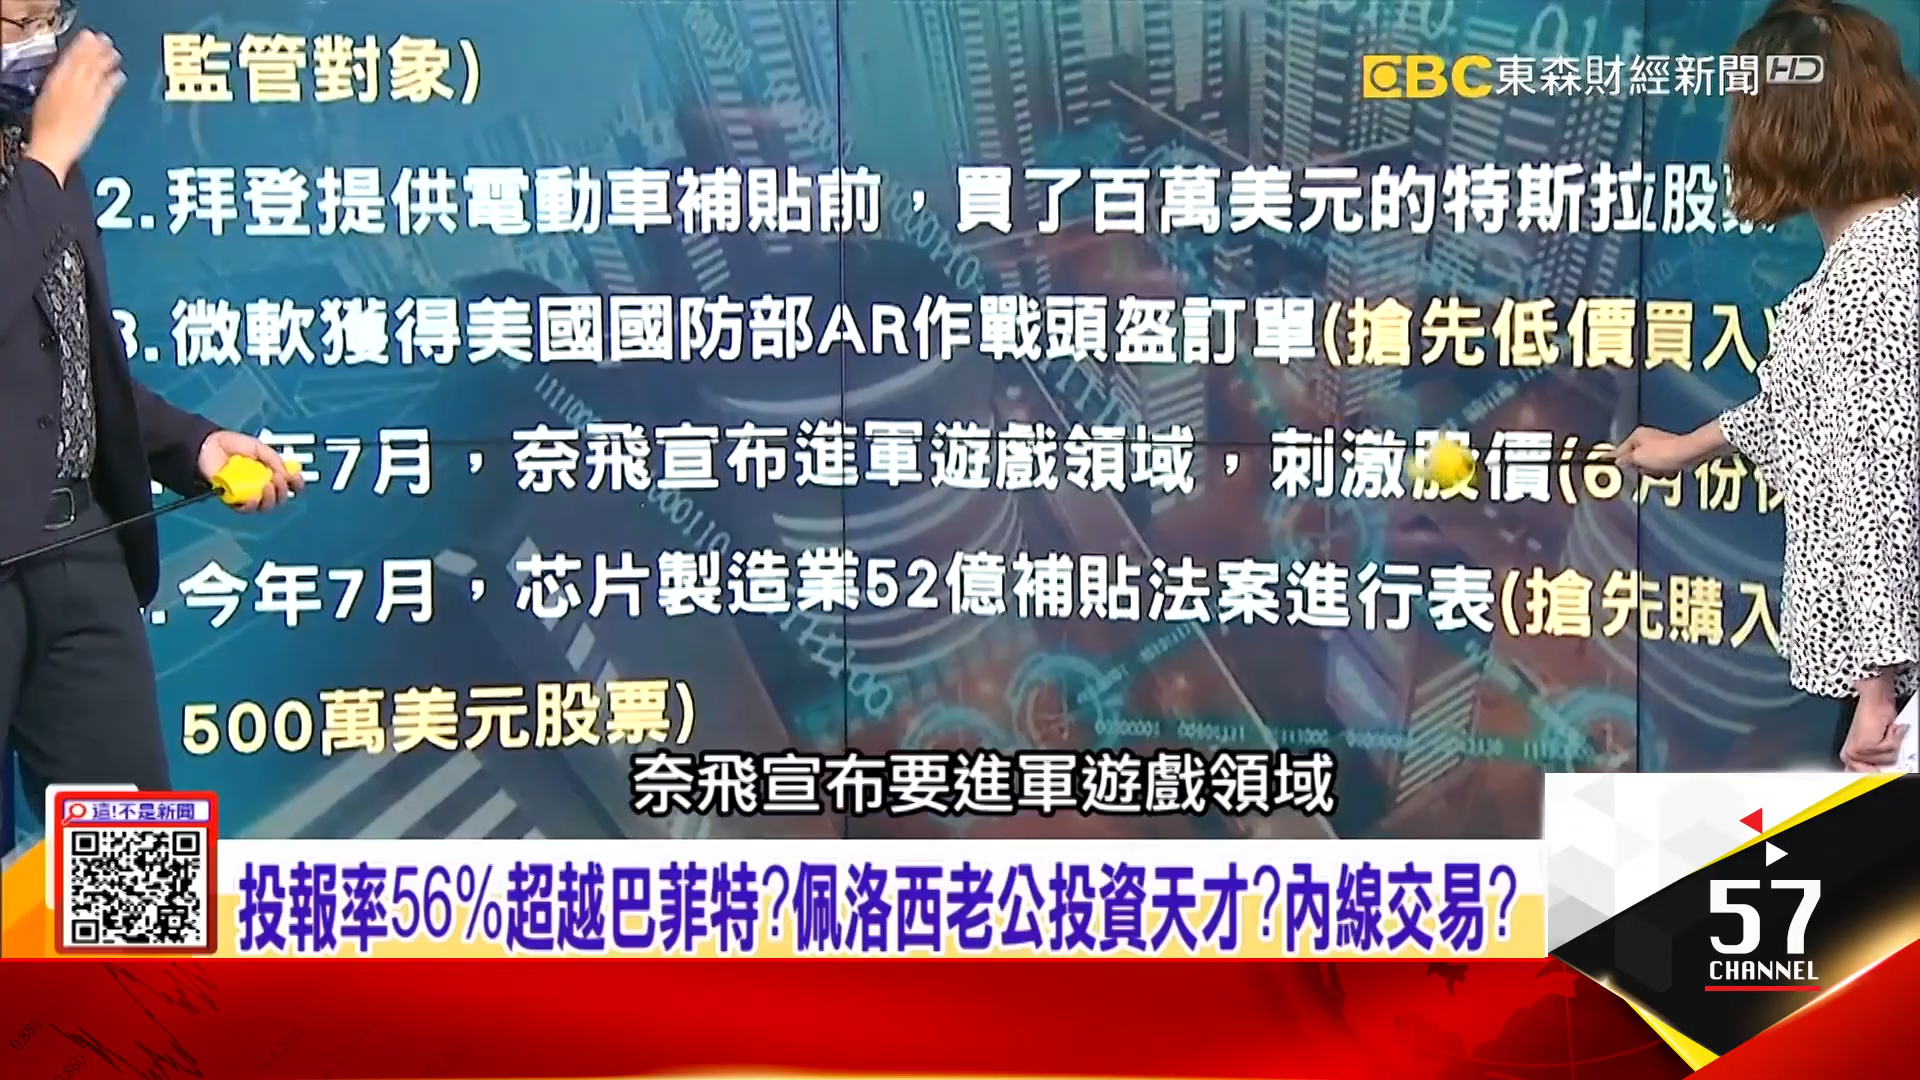 監管對象)
EBC東森財經新聞HD
2.拜登提供電動車補貼前，買了百萬美元的特斯拉股票
3.微軟獲得美國國防部AR作戰頭盔訂單(搶先低價買入)
年7月，奈飛宣布進軍遊戲領域，刺激股價(6月份
.今年7月，芯片製造業52億補貼法案進行表(搶先購入
500萬美元股票)
奈飛宣布要進軍遊戲領域
這!不是新聞
投報率56%超越巴菲特?佩洛西老公投資天才?內線交易?
57
CHANNEL